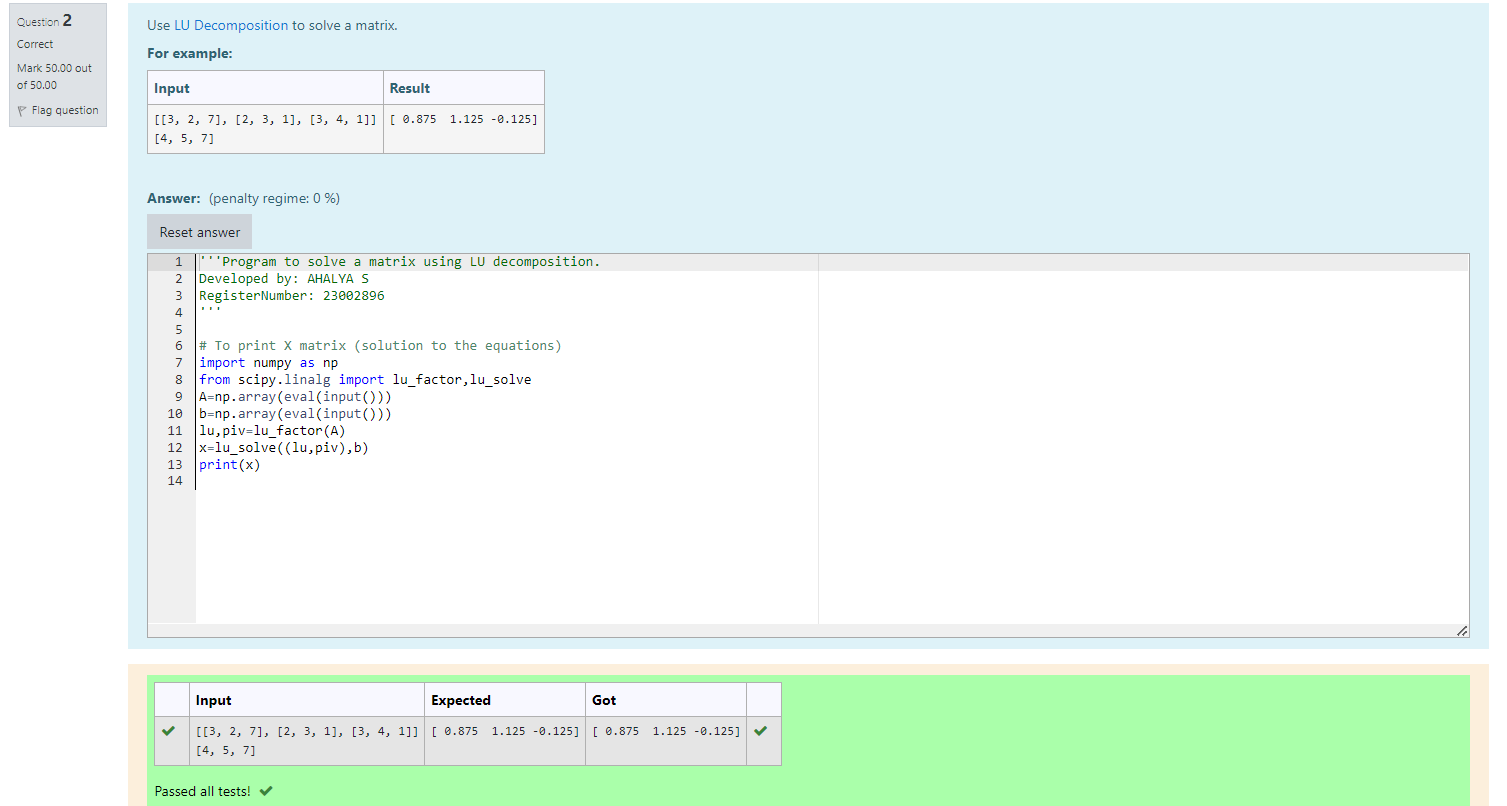 Question 2
Correct
Mark 50.00 out
of 50.00
Flag question
Use LU Decomposition to solve a matrix.
For example:
Input Result
[[3, 2, 7], [2, 3, 1], [3, 4, 1]] [ 0.875  1.125 -0.125]
[4, 5, 7]
Answer: (penalty regime: 0 %)
Reset answer
1 '''Program to solve a matrix using LU decomposition.
2 Developed by: AHALYA S
3 RegisterNumber: 23002896
4 '''
5
6 # To print X matrix (solution to the equations)
7 import numpy as np
8 from scipy.linalg import lu_factor,lu_solve
9 A=np.array(eval(input()))
10 b=np.array(eval(input()))
11 lu,piv=lu_factor(A)
12 x=lu_solve((lu,piv),b)
13 print(x)
14
Input Expected Got
[[3, 2, 7], [2, 3, 1], [3, 4, 1]] [ 0.875  1.125 -0.125] [ 0.875  1.125 -0.125]
[4, 5, 7]
Passed all tests!